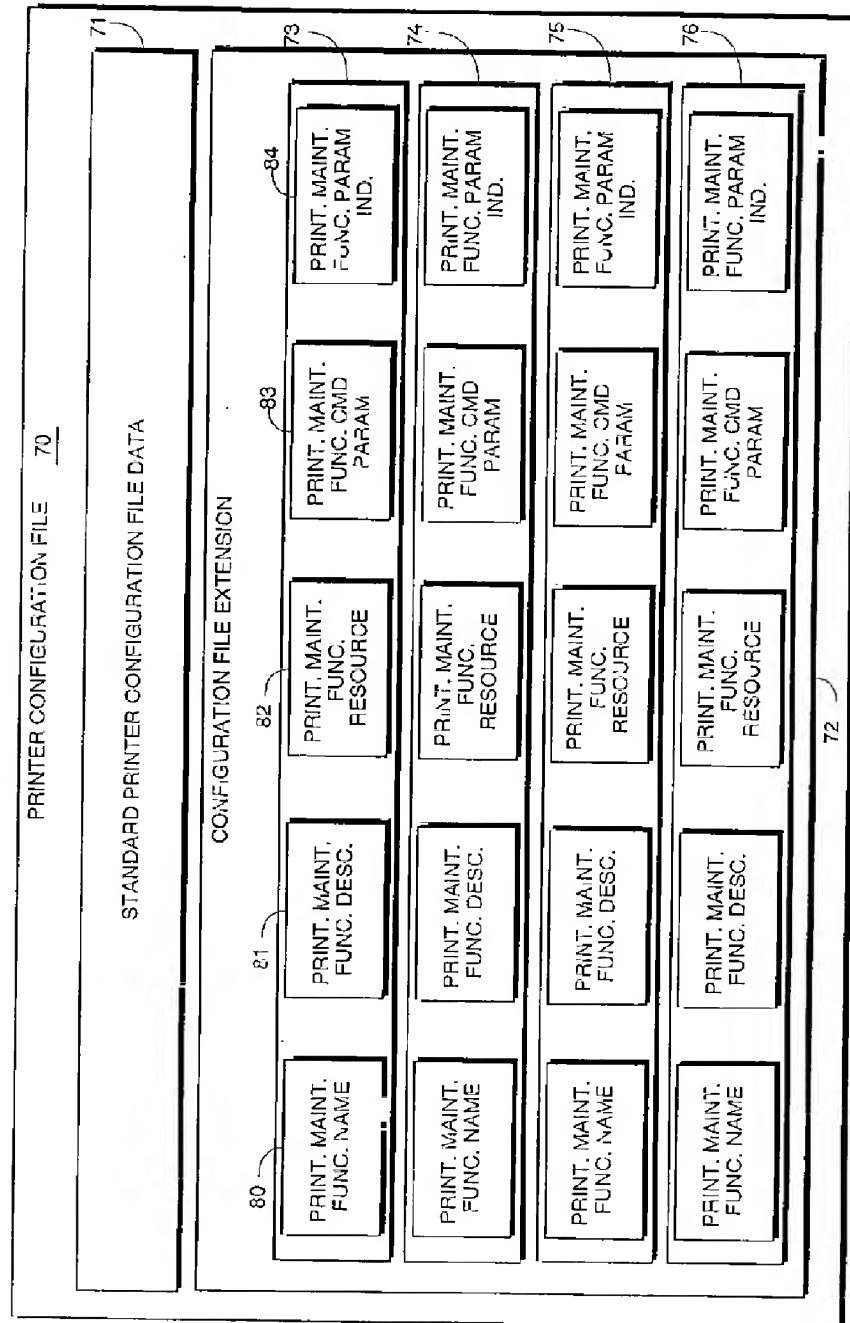 PRINTER CONFIGURATION FILE 70
71
STANDARD PRINTER CONFIGURATION FILE DATA
CONFIGURATION FILE EXTENSION
80
81
82
83
84
73
PRINT. MAINT.
FUNC. NAME
PRINT. MAINT.
FUNC. DESC.
PRINT. MAINT.
FUNC.
RESOURCE
PRINT. MAINT.
FUNC. CMD
PARAM
PRINT. MAINT.
FUNC. PARAM
IND.
74
PRINT. MAINT.
FUNC. NAME
PRINT. MAINT.
FUNC. DESC.
PRINT. MAINT.
FUNC.
RESOURCE
PRINT. MAINT.
FUNC. CMD
PARAM
PRINT. MAINT.
FUNC. PARAM
IND.
75
PRINT. MAINT.
FUNC. NAME
PRINT. MAINT.
FUNC. DESC.
PRINT. MAINT.
FUNC.
RESOURCE
PRINT. MAINT.
FUNC. CMD
PARAM
PRINT. MAINT.
FUNC. PARAM
IND.
76
PRINT. MAINT.
FUNC. NAME
PRINT. MAINT.
FUNC. DESC.
PRINT. MAINT.
FUNC.
RESOURCE
PRINT. MAINT.
FUNC. CMD
PARAM
PRINT. MAINT.
FUNC. PARAM
IND.
72